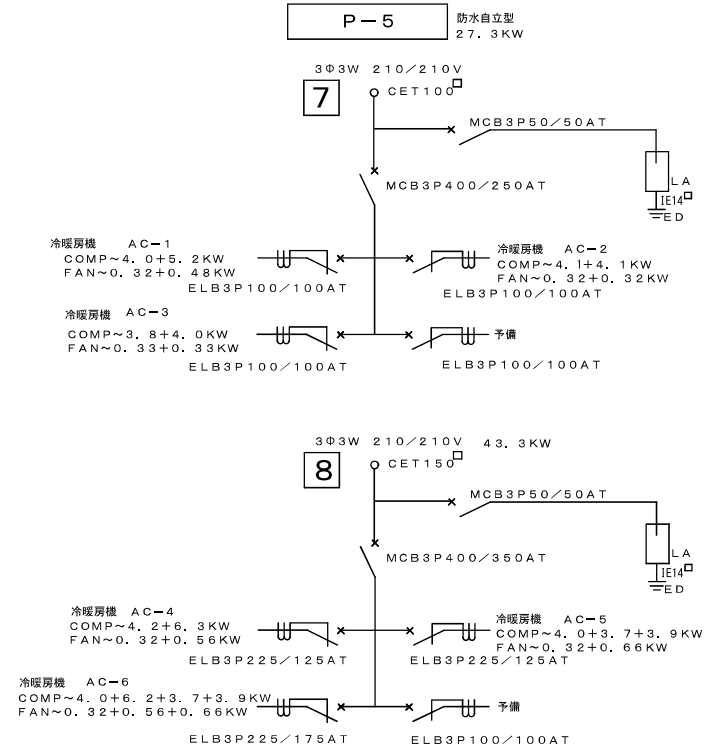 P－5
防水自立型
27．3KW
3Φ3W　210／210V
7
CET100□
MCB3P50／50AT
LA
IE14□
ED
MCB3P400／250AT
冷暖房機　AC－1
COMP～4．0＋5．2KW
FAN～0．32＋0．48KW
ELB3P100／100AT
冷暖房機　AC－2
COMP～4．1＋4．1KW
FAN～0．32＋0．32KW
ELB3P100／100AT
冷暖房機　AC－3
COMP～3．8＋4．0KW
FAN～0．33＋0．33KW
ELB3P100／100AT
予備
ELB3P100／100AT
3Φ3W　210／210V　43．3KW
8
CET150□
MCB3P50／50AT
LA
IE14□
ED
MCB3P400／350AT
冷暖房機　AC－4
COMP～4．2＋6．3KW
FAN～0．32＋0．56KW
ELB3P225／125AT
冷暖房機　AC－5
COMP～4．0＋3．7＋3．9KW
FAN～0．32＋0．66KW
ELB3P225／125AT
冷暖房機　AC－6
COMP～4．0＋6．2＋3．7＋3．9KW
FAN～0．32＋0．56＋0．66KW
ELB3P225／175AT
予備
ELB3P100／100AT